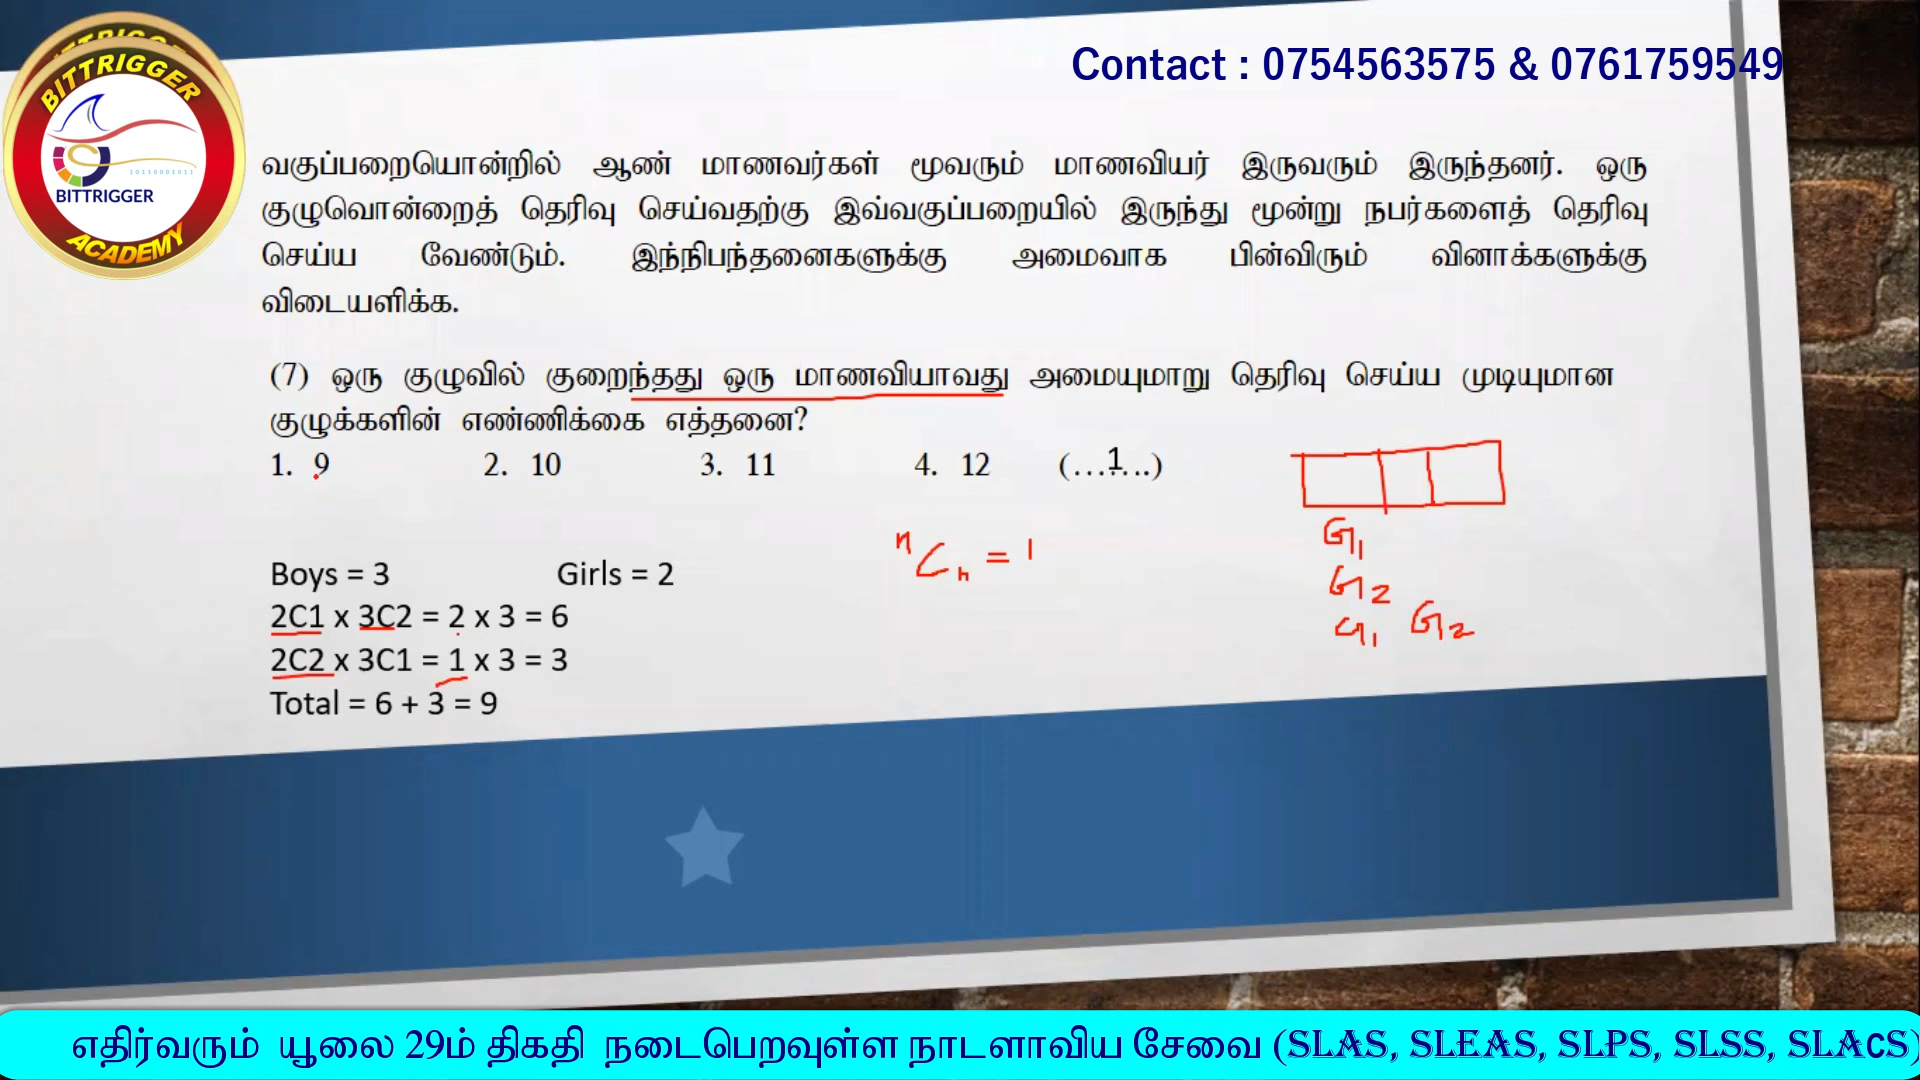 Contact : 0754563575 & 0761759549
BITTRIGGER
10110001011
BITTRIGGER
ACADEMY
வகுப்பறையொன்றில் ஆண் மாணவர்கள் மூவரும் மாணவியர் இருவரும் இருந்தனர். ஒரு
குழுவொன்றைத் தெரிவு செய்வதற்கு இவ்வகுப்பறையில் இருந்து மூன்று நபர்களைத் தெரிவு
செய்ய வேண்டும். இந்நிபந்தனைகளுக்கு அமைவாக பின்விரும் வினாக்களுக்கு
விடையளிக்க.
(7) ஒரு குழுவில் குறைந்தது ஒரு மாணவியாவது அமையுமாறு தெரிவு செய்ய முடியுமான
குழுக்களின் எண்ணிக்கை எத்தனை?
1. 9 2. 10 3. 11 4. 12 (...1...)
nCn = 1
G1
G2
G1 G2
Boys = 3 Girls = 2
2C1 x 3C2 = 2 x 3 = 6
2C2 x 3C1 = 1 x 3 = 3
Total = 6 + 3 = 9
எதிர்வரும் யூலை 29ம் திகதி நடைபெறவுள்ள நாடளாவிய சேவை (SLAS, SLEAS, SLPS, SLSS, SLAcS)